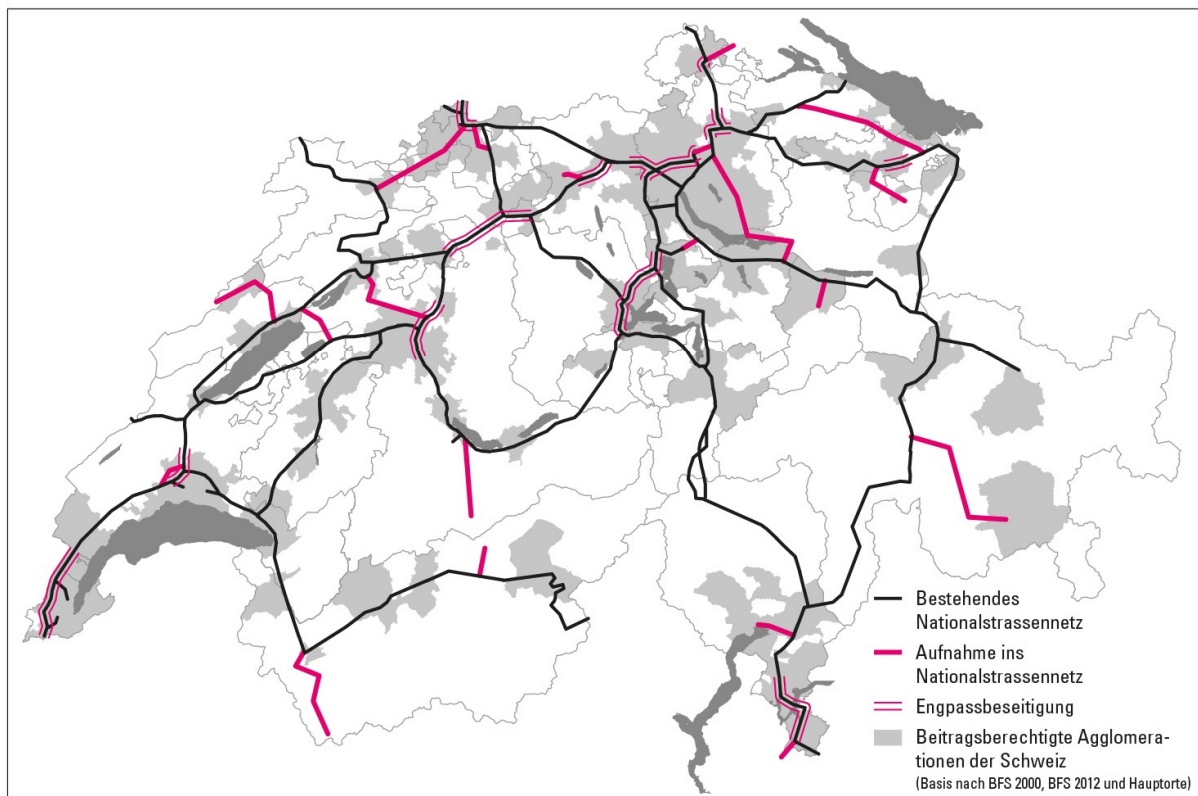 Bestehendes
Nationalstrassennetz
Aufnahme ins
Nationalstrassennetz
Engpassbeseitigung
Beitragsberechtigte Agglomera-
tionen der Schweiz
(Basis nach BFS 2000, BFS 2012 und Hauptorte)